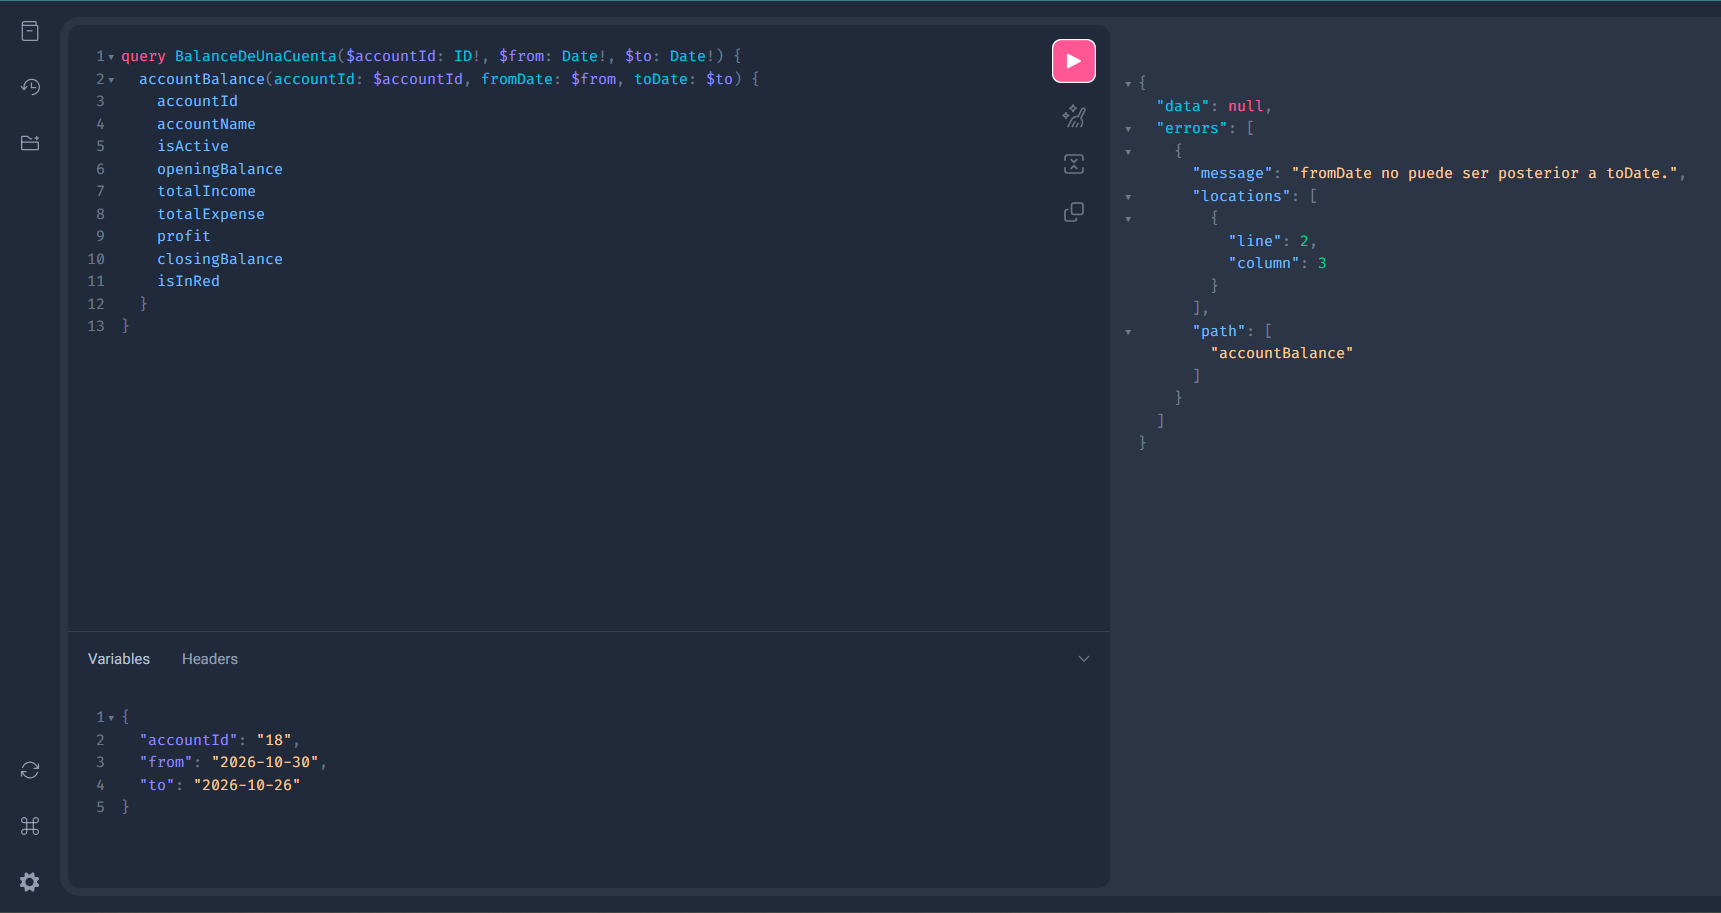 1 query BalanceDeUnaCuenta($accountId: ID!, $from: Date!, $to: Date!) {
2 accountBalance(accountId: $accountId, fromDate: $from, toDate: $to) {
3 accountId
4 accountName
5 isActive
6 openingBalance
7 totalIncome
8 totalExpense
9 profit
10 closingBalance
11 isInRed
12 }
13 }
Variables Headers
1 {
2 "accountId": "18",
3 "from": "2026-10-30",
4 "to": "2026-10-26"
5 }
{
"data": null,
"errors": [
{
"message": "fromDate no puede ser posterior a toDate.",
"locations": [
{
"line": 2,
"column": 3
}
],
"path": [
"accountBalance"
]
}
]
}